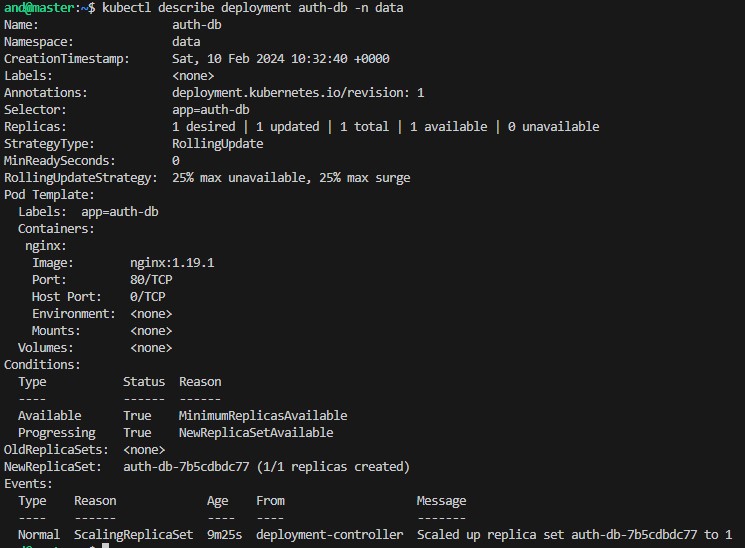 and@master:~$ kubectl describe deployment auth-db -n data
Name:                   auth-db
Namespace:              data
CreationTimestamp:      Sat, 10 Feb 2024 10:32:40 +0000
Labels:                 <none>
Annotations:            deployment.kubernetes.io/revision: 1
Selector:               app=auth-db
Replicas:               1 desired | 1 updated | 1 total | 1 available | 0 unavailable
StrategyType:           RollingUpdate
MinReadySeconds:        0
RollingUpdateStrategy:  25% max unavailable, 25% max surge
Pod Template:
  Labels:  app=auth-db
  Containers:
   nginx:
    Image:        nginx:1.19.1
    Port:         80/TCP
    Host Port:    0/TCP
    Environment:  <none>
    Mounts:       <none>
  Volumes:        <none>
Conditions:
  Type           Status  Reason
  ----           ------  ------
  Available      True    MinimumReplicasAvailable
  Progressing    True    NewReplicaSetAvailable
OldReplicaSets:  <none>
NewReplicaSet:   auth-db-7b5cdbdc77 (1/1 replicas created)
Events:
  Type    Reason             Age    From                   Message
  ----    ------             ----   ----                   -------
  Normal  ScalingReplicaSet  9m25s  deployment-controller  Scaled up replica set auth-db-7b5cdbdc77 to 1